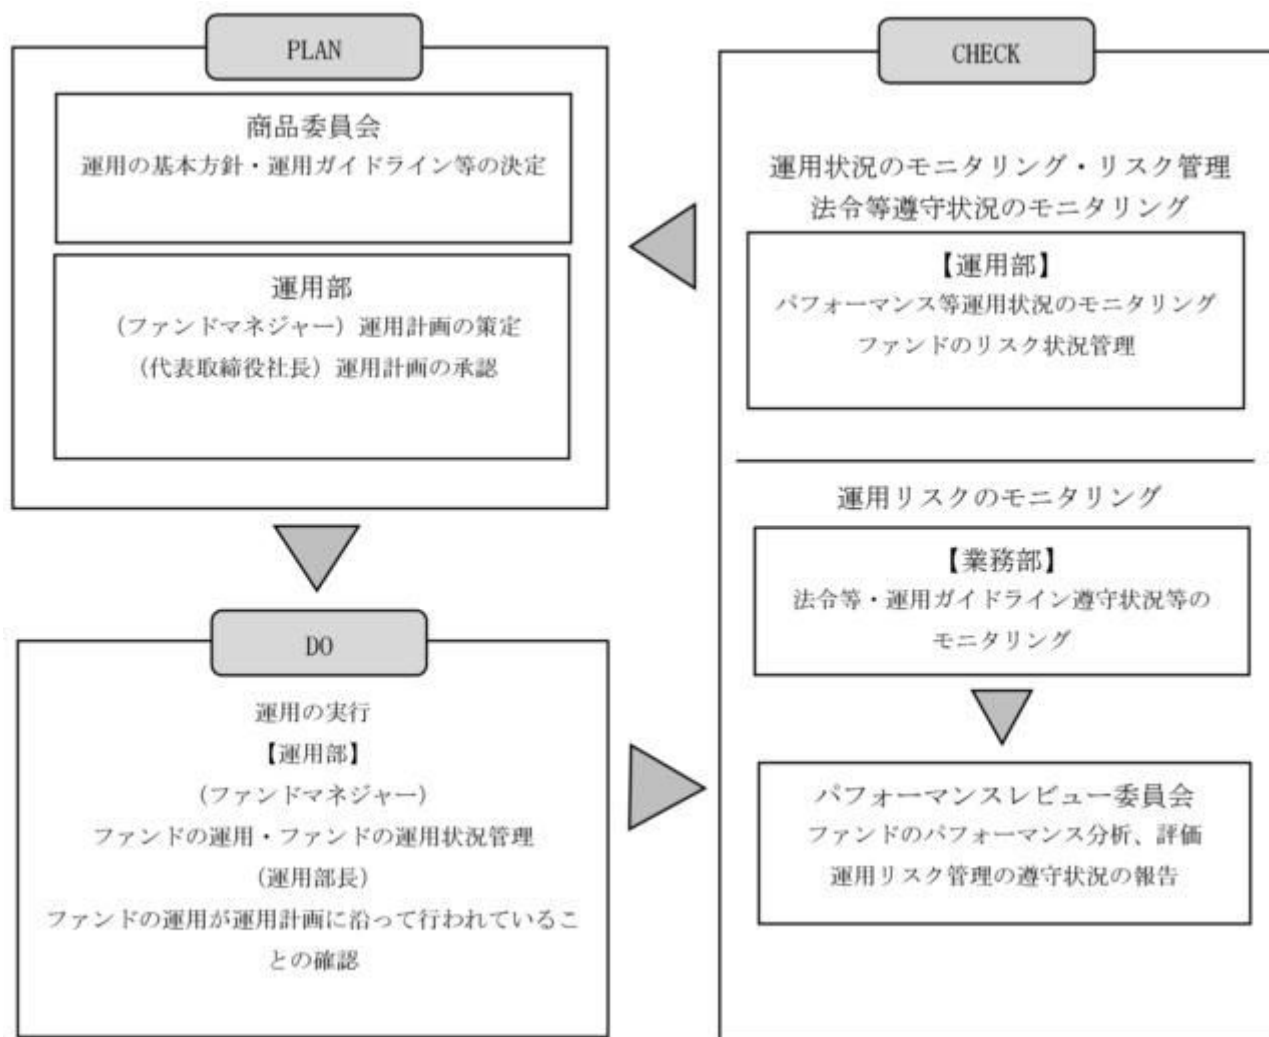 PLAN
商品委員会
運用の基本方針・運用ガイドライン等の決定
運用部
(ファンドマネジャー)運用計画の策定
(代表取締役社長)運用計画の承認
DO
運用の実行
【運用部】
(ファンドマネジャー)
ファンドの運用・ファンドの運用状況管理
(運用部長)
ファンドの運用が運用計画に沿って行われているこ
との確認
CHECK
運用状況のモニタリング・リスク管理
法令等遵守状況のモニタリング
【運用部】
パフォーマンス等運用状況のモニタリング
ファンドのリスク状況管理
運用リスクのモニタリング
【業務部】
法令等・運用ガイドライン遵守状況等の
モニタリング
パフォーマンスレビュー委員会
ファンドのパフォーマンス分析、評価
運用リスク管理の遵守状況の報告